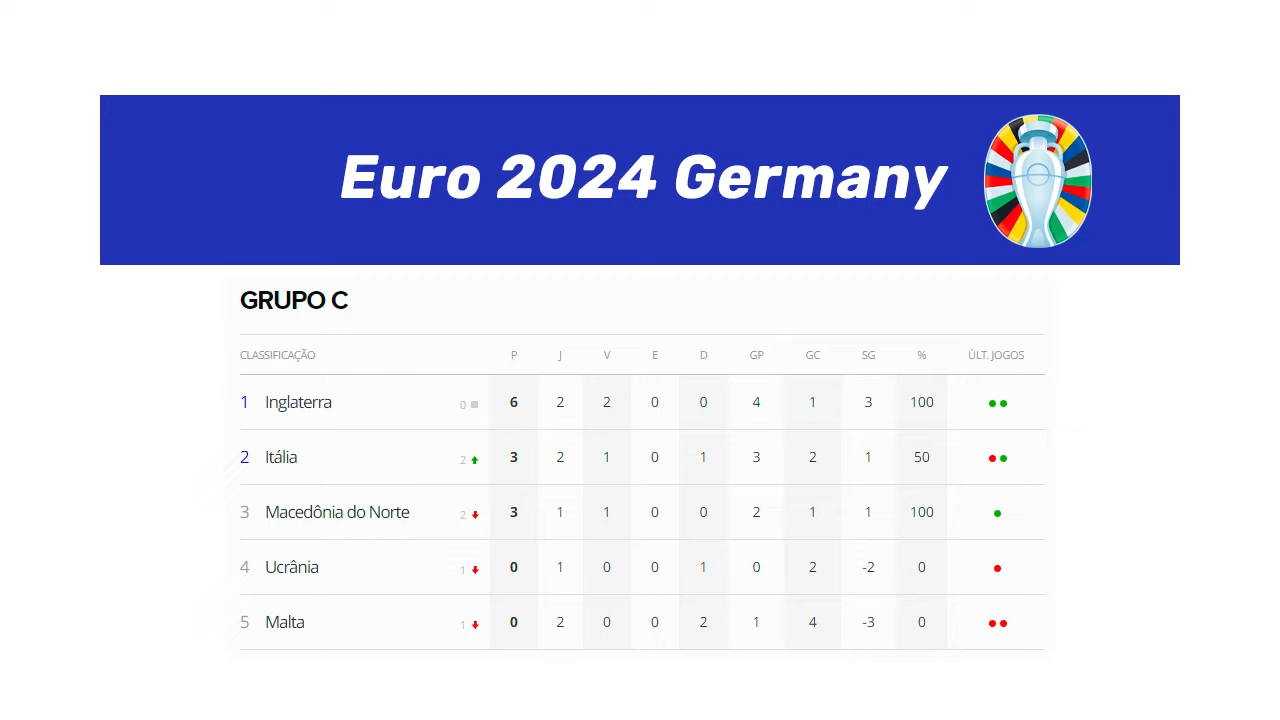 Euro 2024 Germany
GRUPO C
CLASSIFICAÇÃO P J V E D GP GC SG % ÚLT. JOGOS
1 Inglaterra 0 6 2 2 0 0 4 1 3 100
2 Itália 2 3 2 1 0 1 3 2 1 50
3 Macedônia do Norte 2 3 1 1 0 0 2 1 1 100
4 Ucrânia 1 0 1 0 0 1 0 2 -2 0
5 Malta 1 0 2 0 0 2 1 4 -3 0